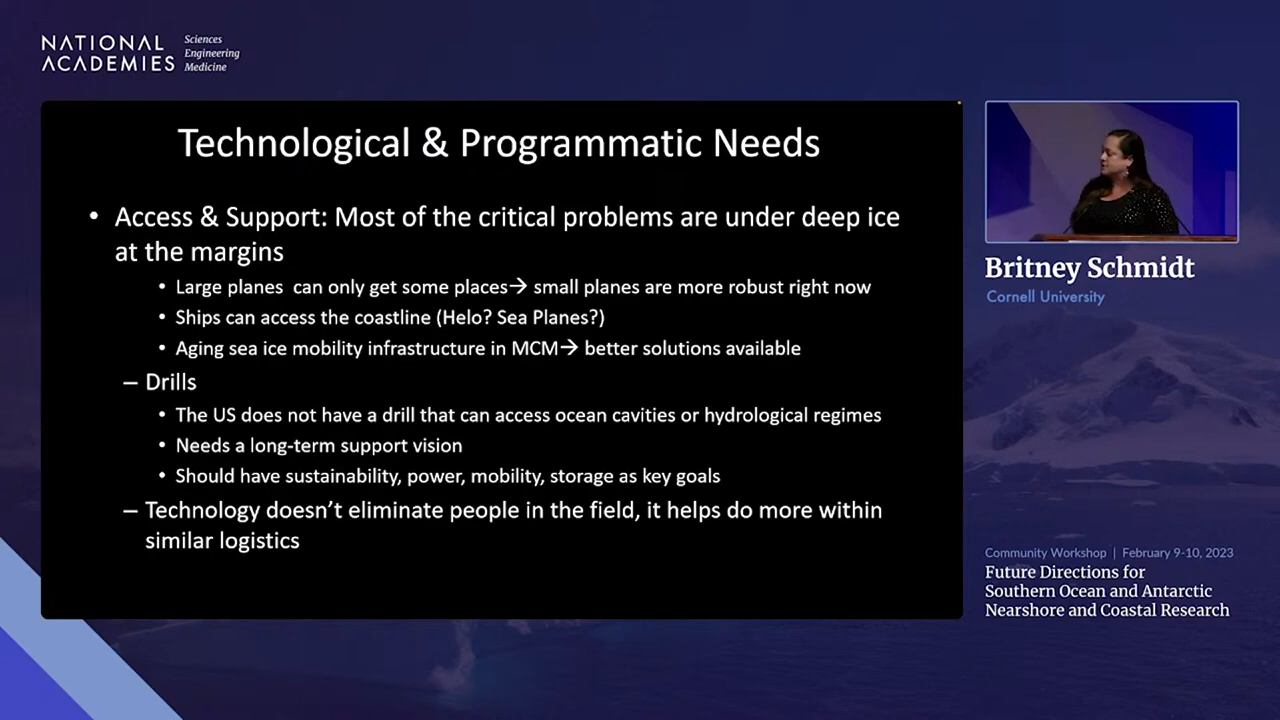 NATIONAL
ACADEMIES
Sciences
Engineering
Medicine
Technological & Programmatic Needs
• Access & Support: Most of the critical problems are under deep ice
at the margins
• Large planes can only get some places→ small planes are more robust right now
• Ships can access the coastline (Helo? Sea Planes?)
• Aging sea ice mobility infrastructure in MCM→ better solutions available
– Drills
• The US does not have a drill that can access ocean cavities or hydrological regimes
• Needs a long-term support vision
• Should have sustainability, power, mobility, storage as key goals
– Technology doesn’t eliminate people in the field, it helps do more within
similar logistics
Britney Schmidt
Cornell University
Community Workshop | February 9-10, 2023
Future Directions for
Southern Ocean and Antarctic
Nearshore and Coastal Research